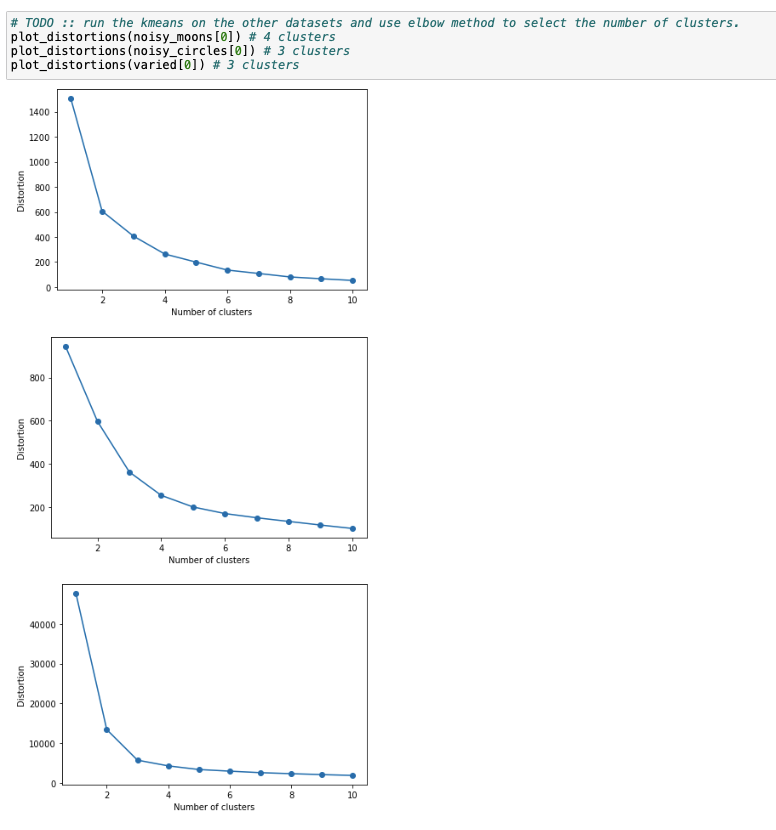 # TODO :: run the kmeans on the other datasets and use elbow method to select the number of clusters.
plot_distortions(noisy_moons[0]) # 4 clusters
plot_distortions(noisy_circles[0]) # 3 clusters
plot_distortions(varied[0]) # 3 clusters
1400
1200
1000
800
600
400
200
0
Distortion
2 4 6 8 10
Number of clusters
800
600
400
200
Distortion
2 4 6 8 10
Number of clusters
40000
30000
20000
10000
0
Distortion
2 4 6 8 10
Number of clusters